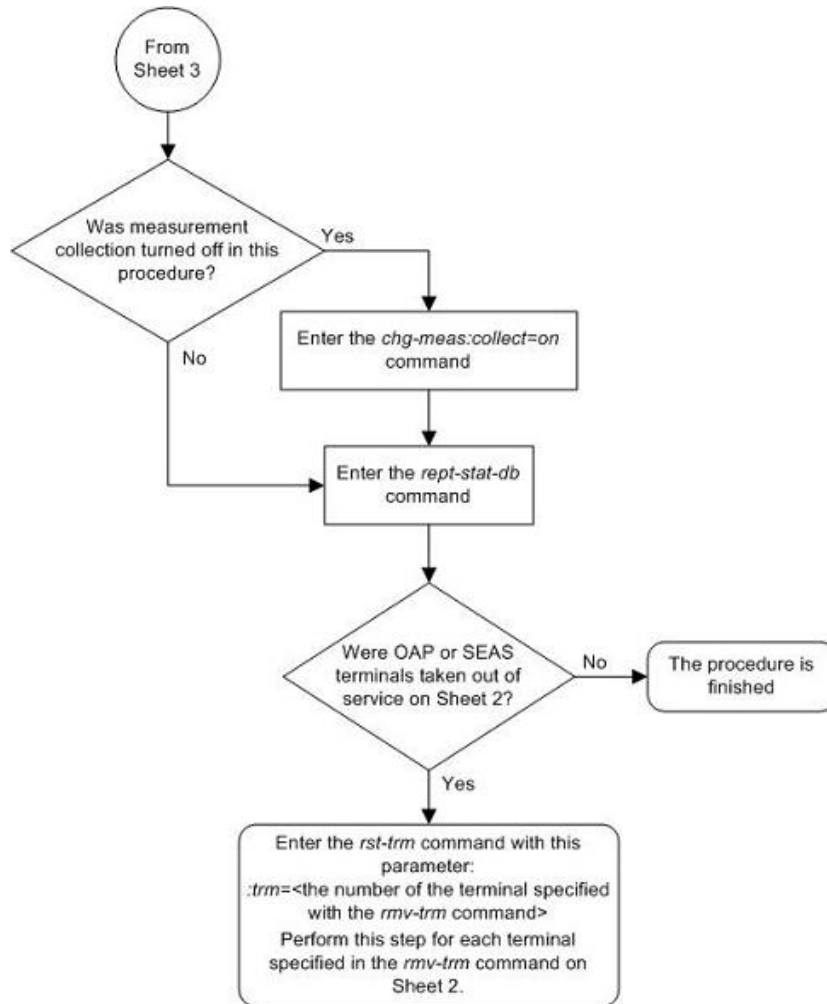 From
Sheet 3
Was measurement
collection turned off in this
procedure?
Yes
No
Enter the chg-meas:collect=on
command
Enter the rept-stat-db
command
Were OAP or SEAS
terminals taken out of
service on Sheet 2?
No
The procedure is
finished
Yes
Enter the rst-trm command with this
parameter:
:trm=<the number of the terminal specified
with the rmv-trm command>
Perform this step for each terminal
specified in the rmv-trm command on
Sheet 2.